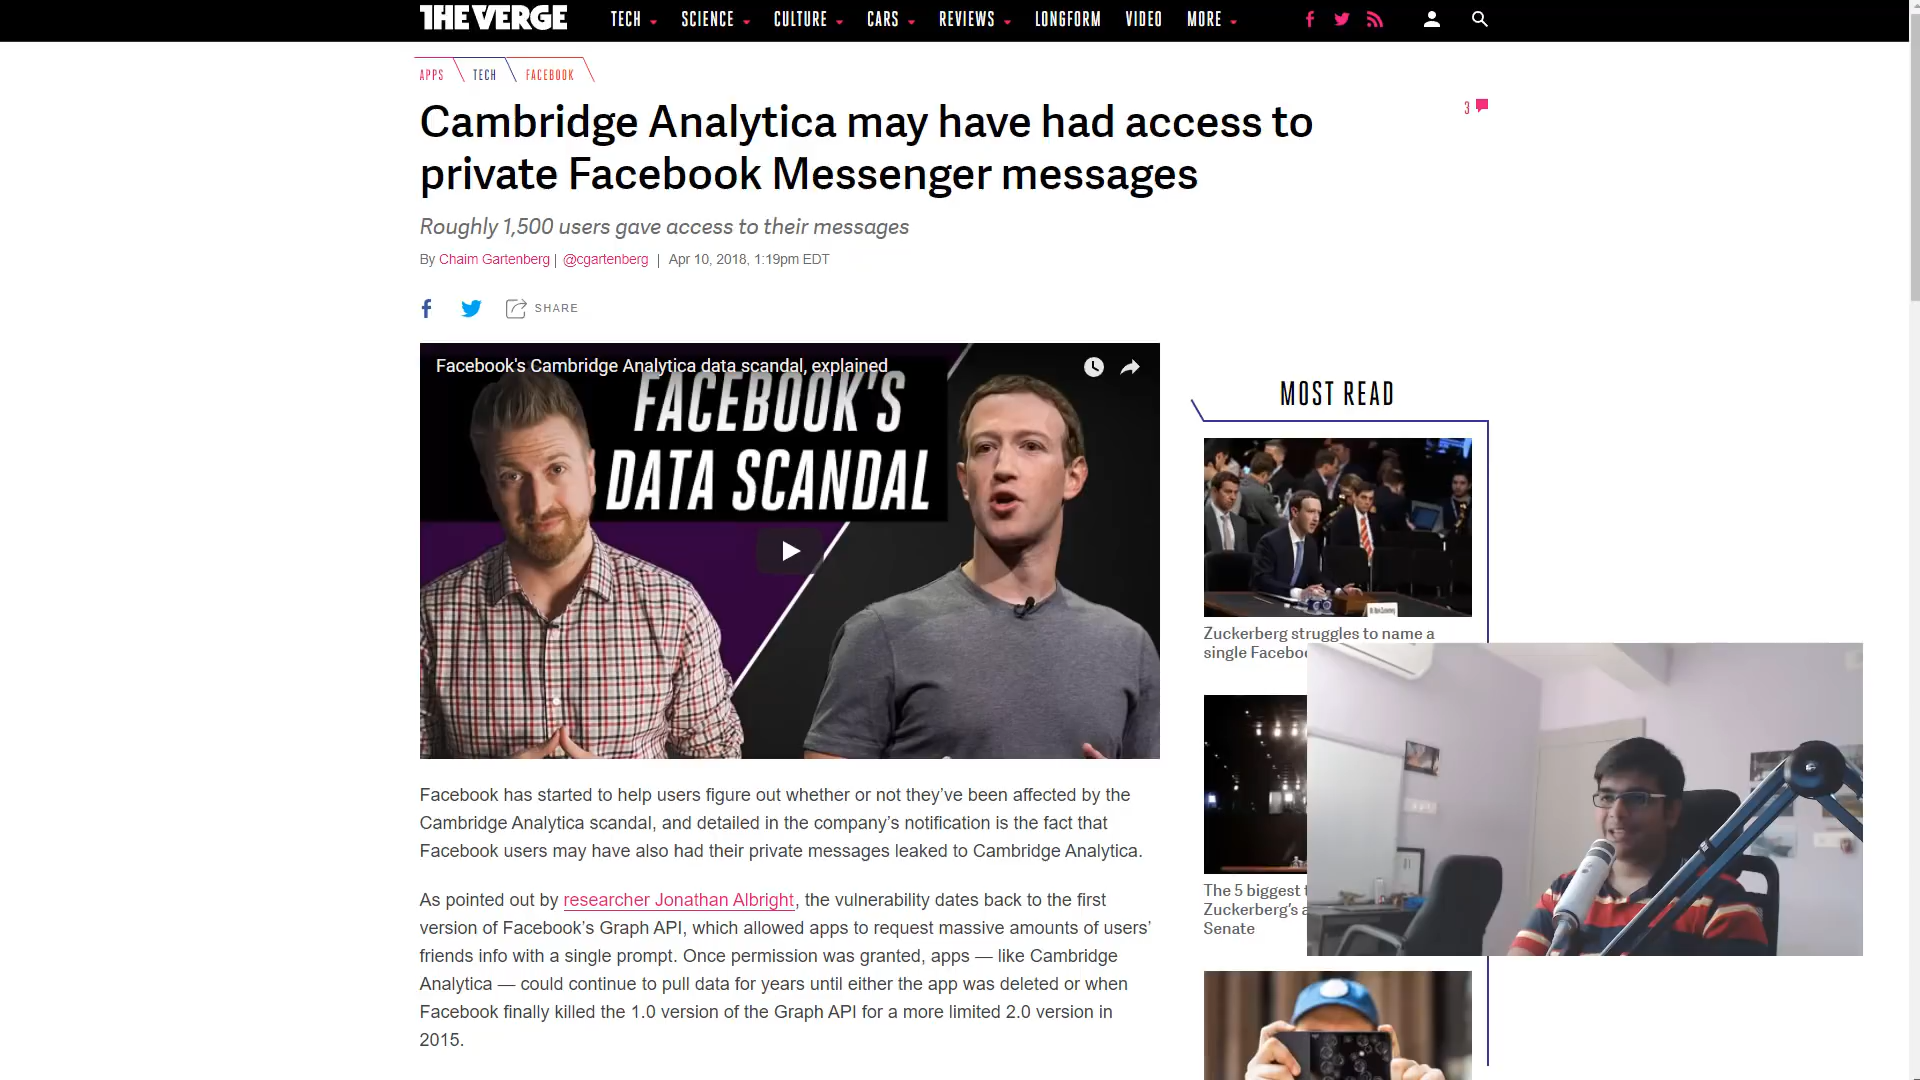 THE VERGE
TECH SCIENCE CULTURE CARS REVIEWS LONGFORM VIDEO MORE
APPS TECH FACEBOOK
Cambridge Analytica may have had access to
private Facebook Messenger messages
3
Roughly 1,500 users gave access to their messages
By Chaim Gartenberg | @cgartenberg | Apr 10, 2018, 1:19pm EDT
SHARE
Facebook's Cambridge Analytica data scandal, explained
FACEBOOK'S
DATA SCANDAL
Facebook has started to help users figure out whether or not they’ve been affected by the
Cambridge Analytica scandal, and detailed in the company’s notification is the fact that
Facebook users may have also had their private messages leaked to Cambridge Analytica.
As pointed out by researcher Jonathan Albright, the vulnerability dates back to the first
version of Facebook’s Graph API, which allowed apps to request massive amounts of users’
friends info with a single prompt. Once permission was granted, apps — like Cambridge
Analytica — could continue to pull data for years until either the app was deleted or when
Facebook finally killed the 1.0 version of the Graph API for a more limited 2.0 version in
2015.
MOST READ
Zuckerberg struggles to name a
single
The 5 biggest
Zuckerberg’s
Senate